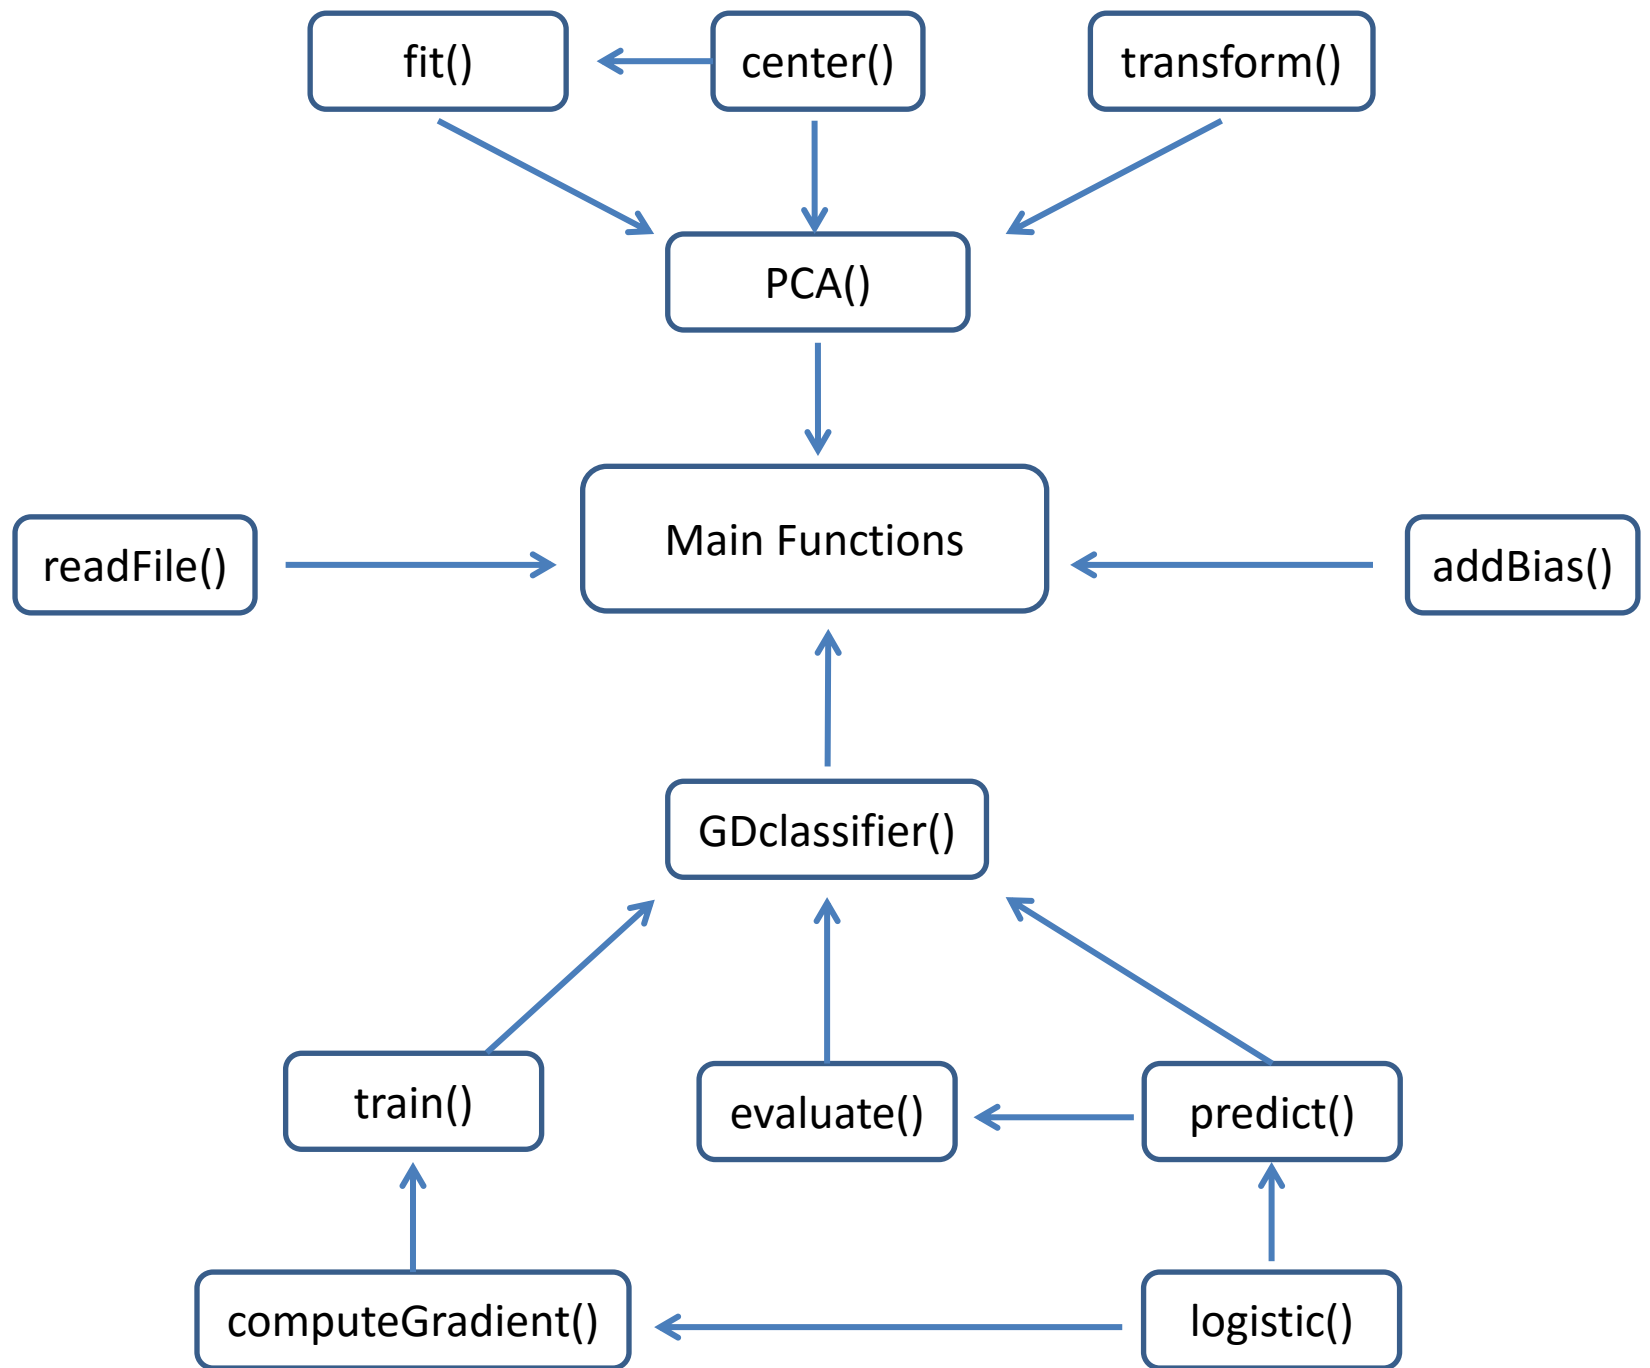 fit()
center()
transform()
PCA()
Main Functions
readFile()
addBias()
GDclassifier()
train()
evaluate()
predict()
computeGradient()
logistic()